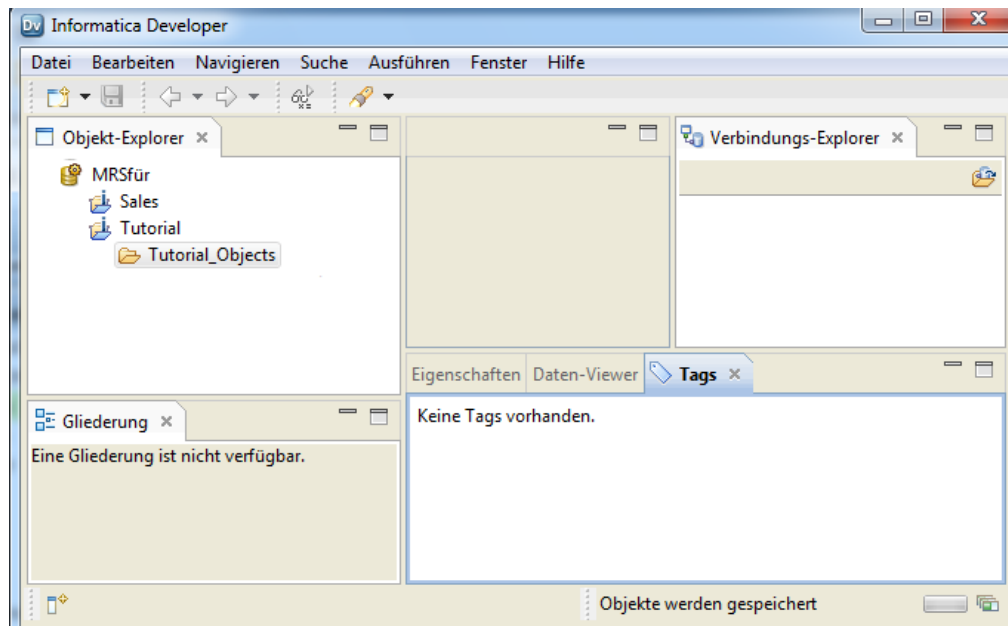 Dv Informatica Developer
Datei Bearbeiten Navigieren Suche Ausführen Fenster Hilfe
Objekt-Explorer
MRSfür
Sales
Tutorial
Tutorial_Objects
Verbindungs-Explorer
Eigenschaften Daten-Viewer Tags
Keine Tags vorhanden.
Gliederung
Eine Gliederung ist nicht verfügbar.
Objekte werden gespeichert